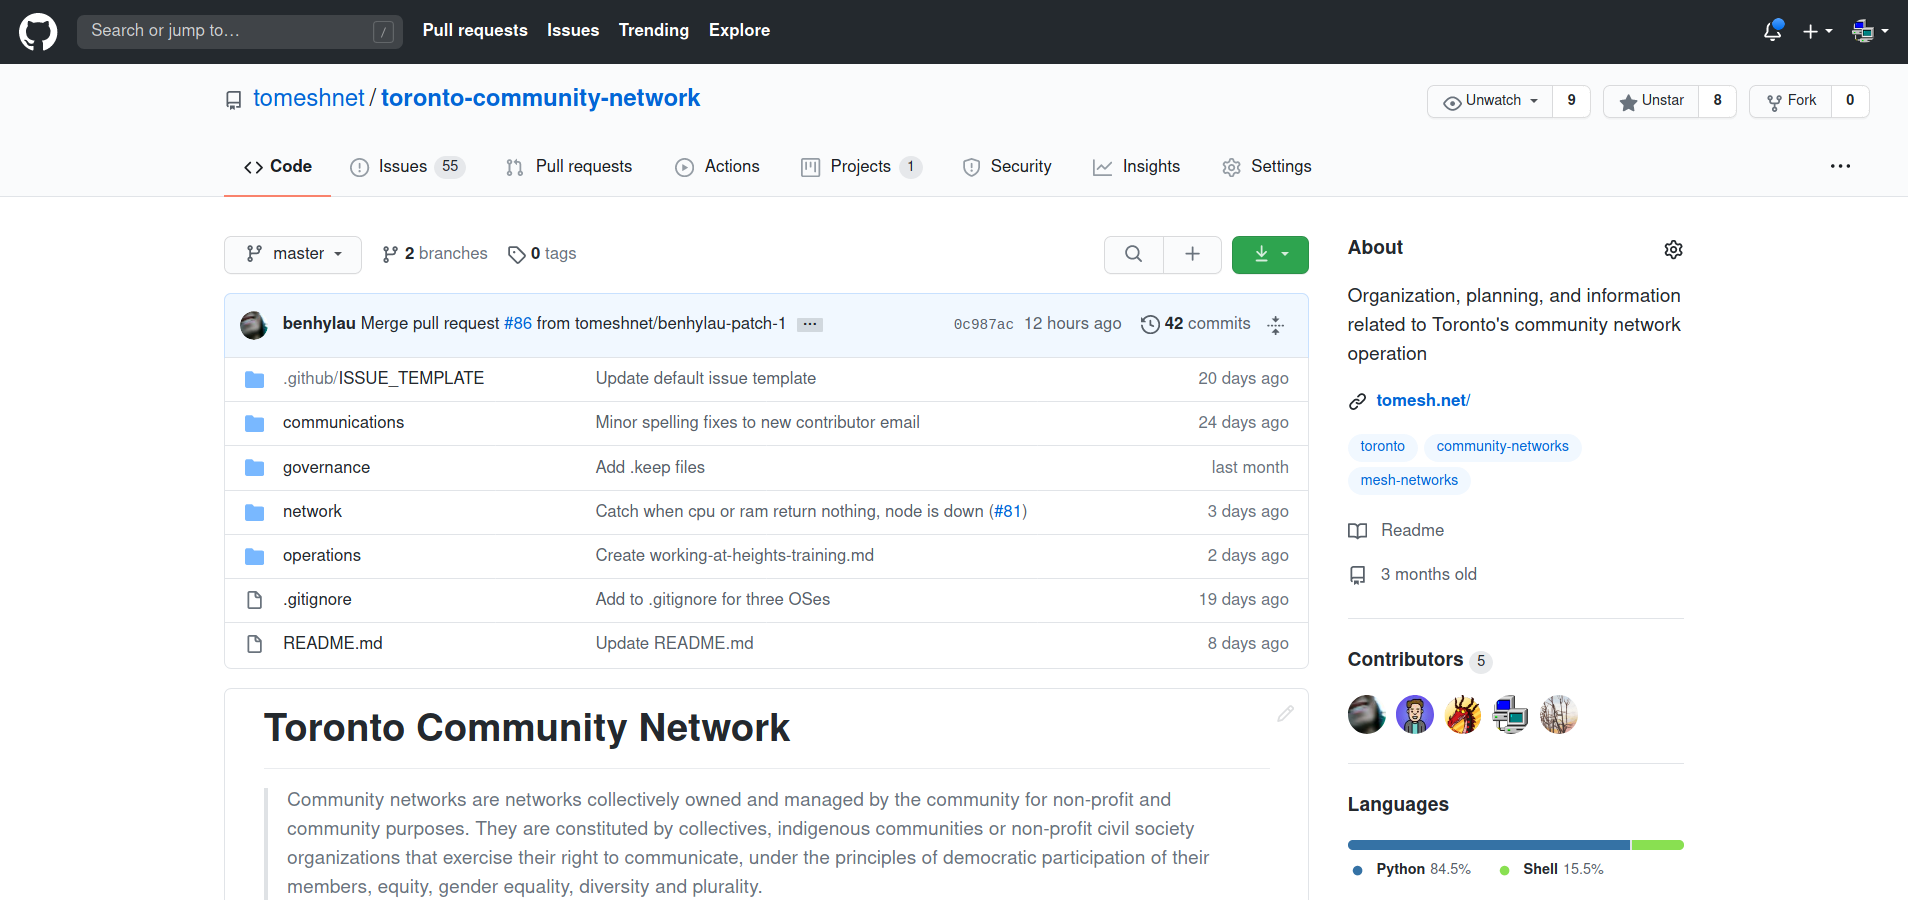 Search or jump to… /
Pull requests Issues Trending Explore
tomeshnet / toronto-community-network
Unwatch 9 Unstar 8 Fork 0
Code Issues 55 Pull requests Actions Projects 1 Security Insights Settings
master 2 branches 0 tags
benhylau Merge pull request #86 from tomeshnet/benhylau-patch-1 … 0c987ac 12 hours ago 42 commits
.github/ISSUE_TEMPLATE Update default issue template 20 days ago
communications Minor spelling fixes to new contributor email 24 days ago
governance Add .keep files last month
network Catch when cpu or ram return nothing, node is down (#81) 3 days ago
operations Create working-at-heights-training.md 2 days ago
.gitignore Add to .gitignore for three OSes 19 days ago
README.md Update README.md 8 days ago
Toronto Community Network
Community networks are networks collectively owned and managed by the community for non-profit and
community purposes. They are constituted by collectives, indigenous communities or non-profit civil society
organizations that exercise their right to communicate, under the principles of democratic participation of their
members, equity, gender equality, diversity and plurality.
About
Organization, planning, and information
related to Toronto's community network
operation
tomesh.net/
toronto community-networks
mesh-networks
Readme
3 months old
Contributors 5
Languages
Python 84.5% Shell 15.5%